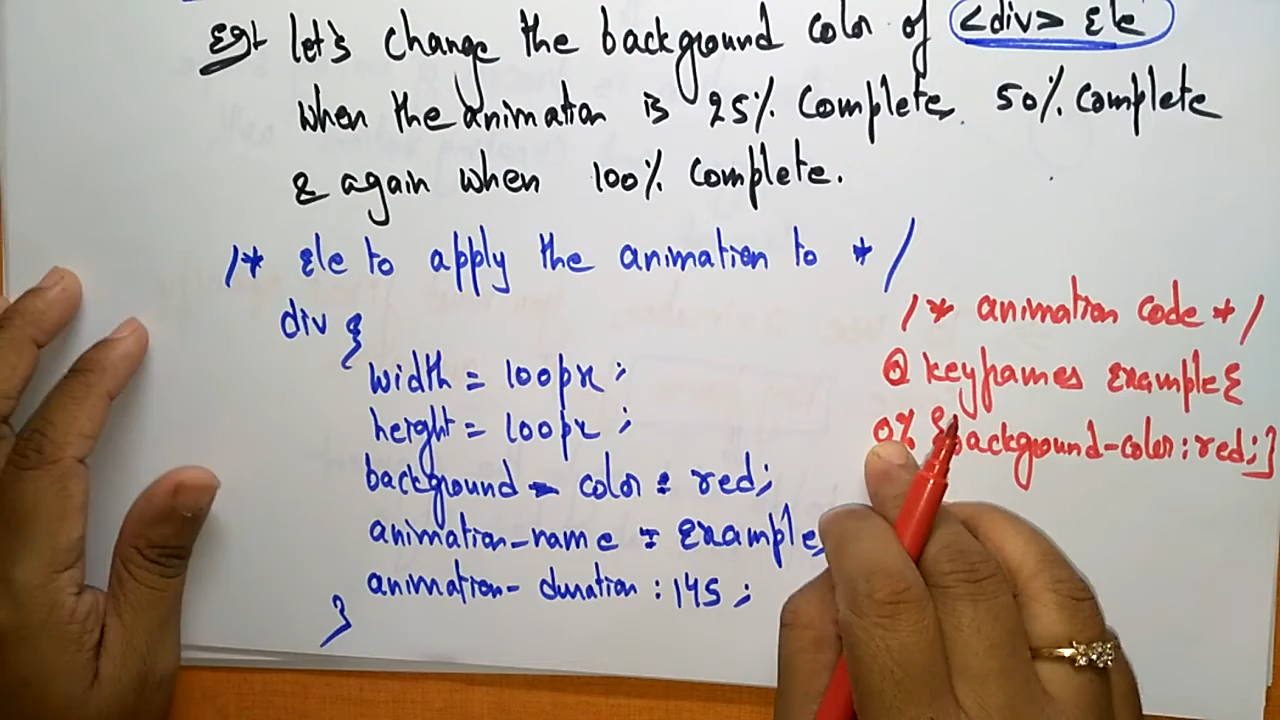 Eg:- let's change the background color of <div> Ele
when the animation is 25% complete, 50% complete
& again when 100% complete.
/* Ele to apply the animation to */
div {
width = 100px;
height = 100px;
background - color : red;
animation-name : Example;
animation- duration : 14s;
}
/* animation code */
@ keyframes Example{
0% {background-color: red;}